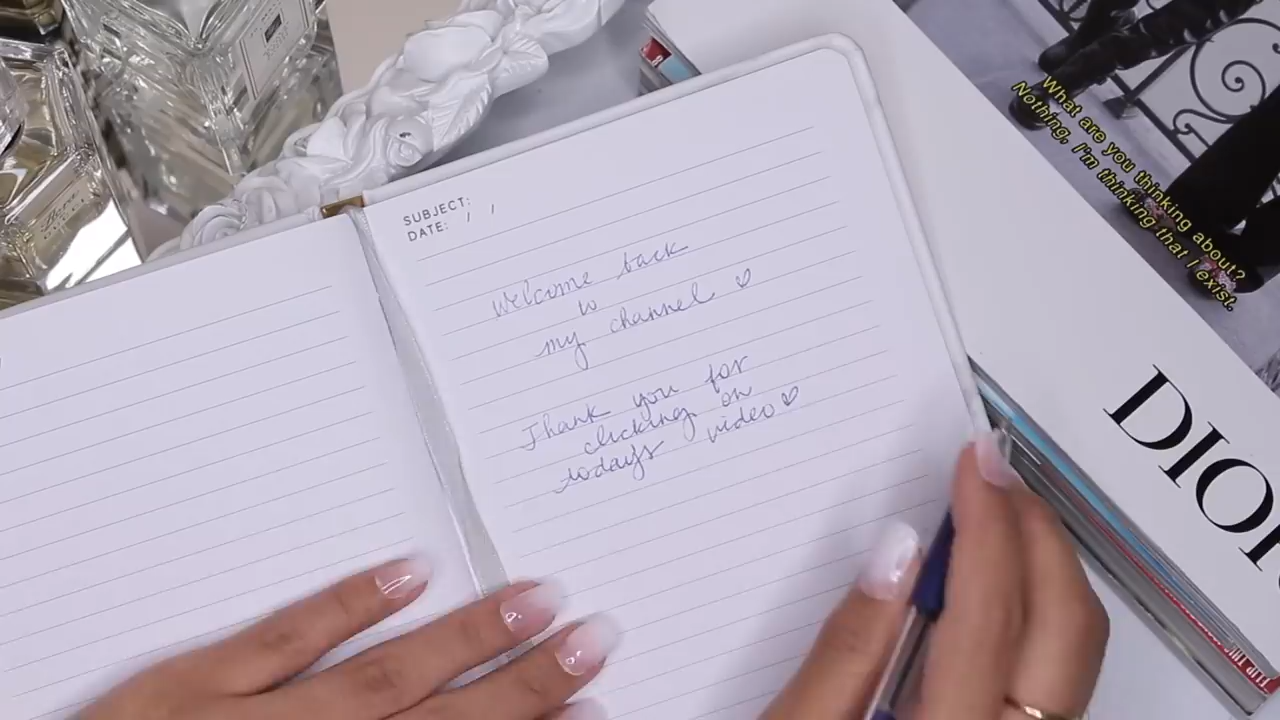 SUBJECT:
DATE: / /
welcome back
to
my channel ♡
Thank you for
clicking on
todays video ♡
What are you thinking about?
Nothing, I'm thinking that I exist.
DIOR